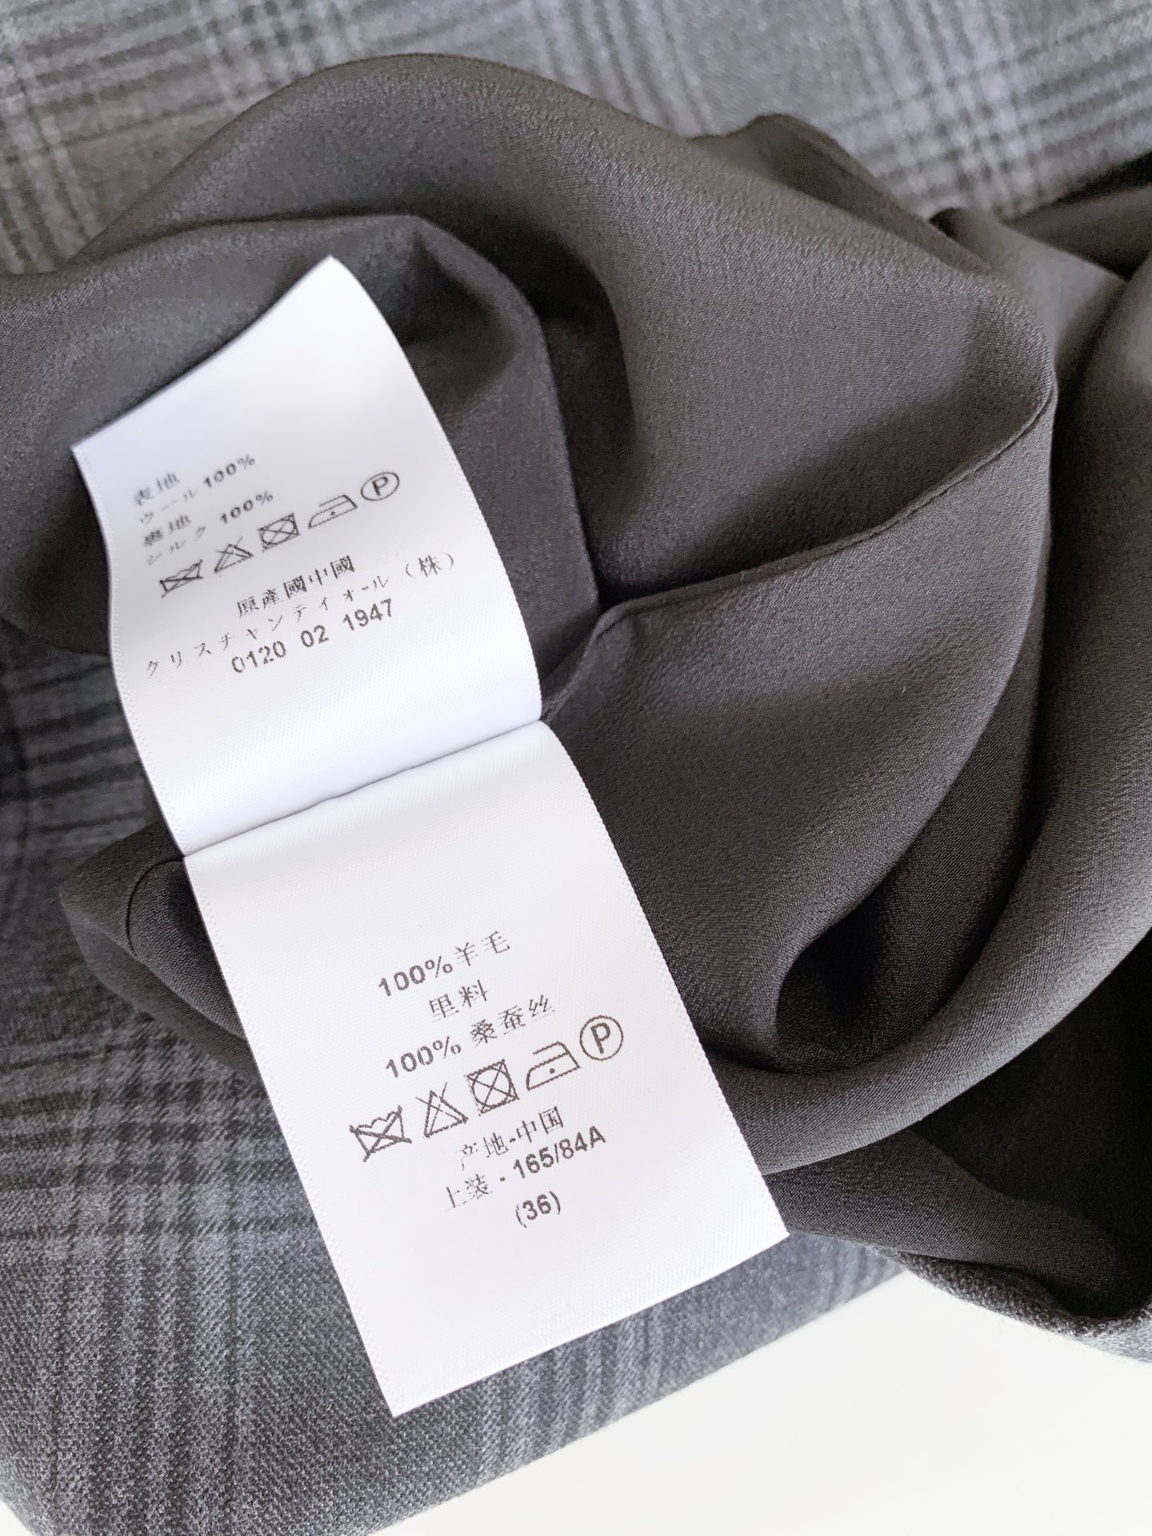 表地
ウール 100%
裏地
シルク 100%
P
原産國中國
クリスチャンディオール（株）
0120 02 1947
100%羊毛
里料
100% 桑蚕丝
P
产地-中国
上装·165/84A
(36)